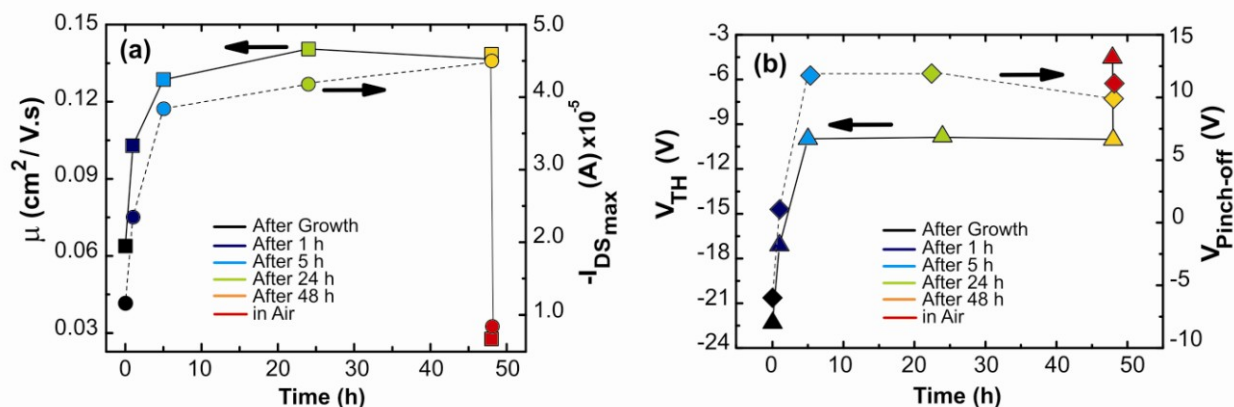 (a)
μ (cm²/ V.s)
0.15
0.12
0.09
0.06
0.03
5.0
4.0
3.0
2.0
1.0
-I_DSmax (A) x10⁻⁵
After Growth
After 1 h
After 5 h
After 24 h
After 48 h
in Air
0 10 20 30 40 50
Time (h)
(b)
V_TH (V)
-3
-6
-9
-12
-15
-18
-21
-24
15
10
5
0
-5
-10
V_Pinch-off (V)
After Growth
After 1 h
After 5 h
After 24 h
After 48 h
in Air
0 10 20 30 40 50
Time (h)